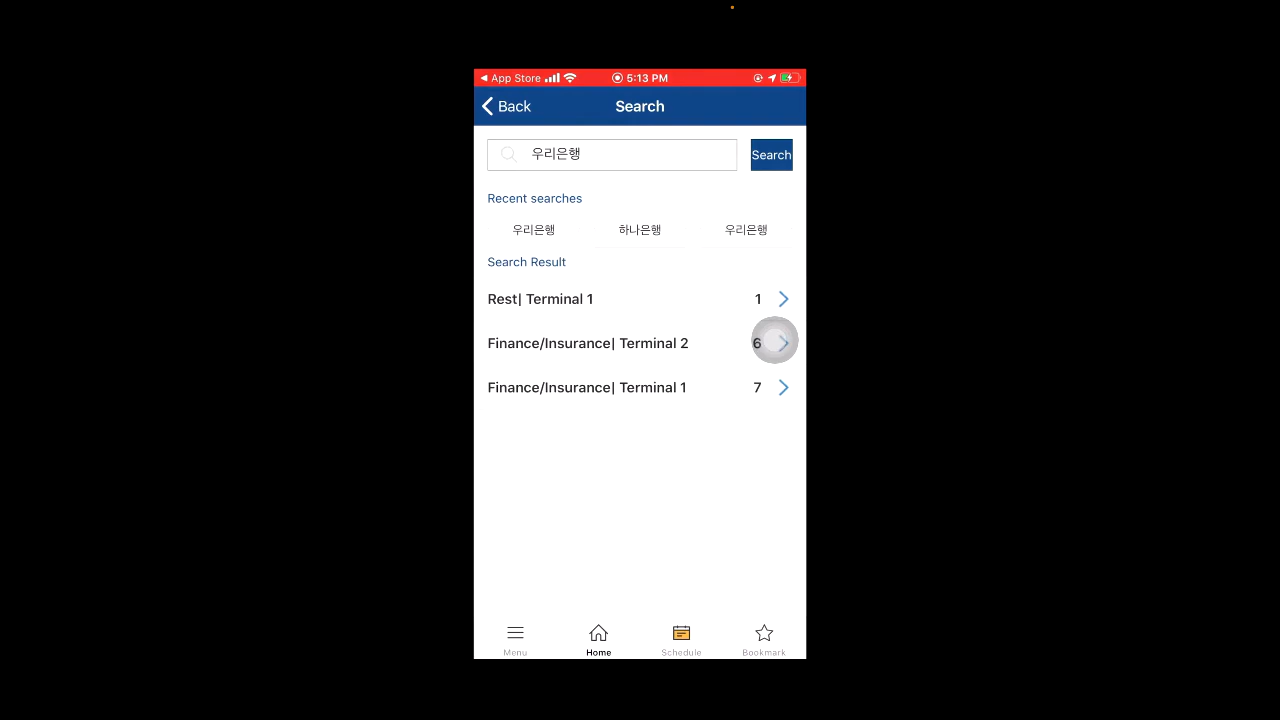 App Store 5:13 PM
Back Search
우리은행 Search
Recent searches
우리은행 하나은행 우리은행
Search Result
Rest| Terminal 1 1
Finance/Insurance| Terminal 2 6
Finance/Insurance| Terminal 1 7
Menu Home Schedule Bookmark